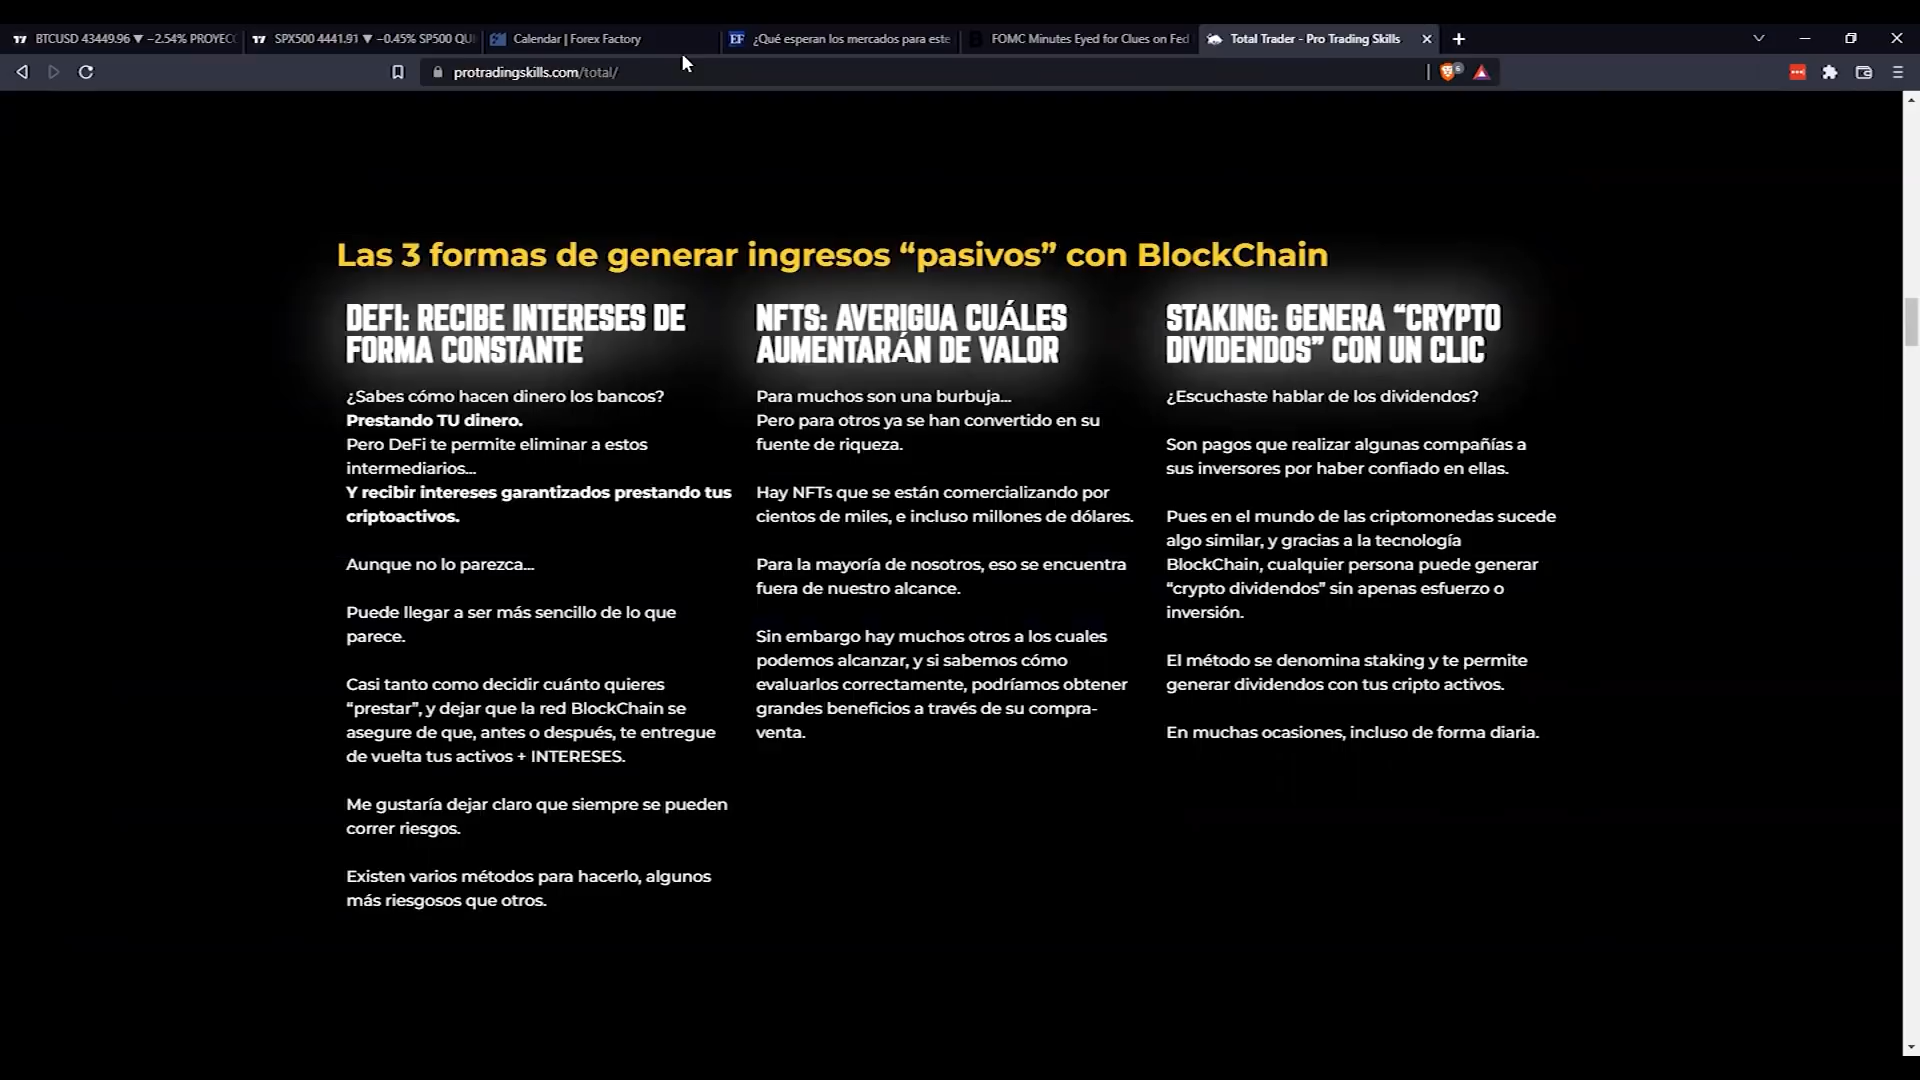 BTCUSD 43449.96 ▼ −2.54% PROYEC
SPX500 4441.91 ▼ −0.45% SP500 QU
Calendar | Forex Factory
¿Qué esperan los mercados para este
FOMC Minutes Eyed for Clues on Fed
Total Trader - Pro Trading Skills
protradingskills.com/total/
Las 3 formas de generar ingresos “pasivos” con BlockChain
DEFI: RECIBE INTERESES DE
FORMA CONSTANTE
¿Sabes cómo hacen dinero los bancos?
Prestando TU dinero.
Pero DeFi te permite eliminar a estos
intermediarios...
Y recibir intereses garantizados prestando tus
criptoactivos.
Aunque no lo parezca...
Puede llegar a ser más sencillo de lo que
parece.
Casi tanto como decidir cuánto quieres
“prestar”, y dejar que la red BlockChain se
asegure de que, antes o después, te entregue
de vuelta tus activos + INTERESES.
Me gustaría dejar claro que siempre se pueden
correr riesgos.
Existen varios métodos para hacerlo, algunos
más riesgosos que otros.
NFTS: AVERIGUA CUÁLES
AUMENTARÁN DE VALOR
Para muchos son una burbuja...
Pero para otros ya se han convertido en su
fuente de riqueza.
Hay NFTs que se están comercializando por
cientos de miles, e incluso millones de dólares.
Para la mayoría de nosotros, eso se encuentra
fuera de nuestro alcance.
Sin embargo hay muchos otros a los cuales
podemos alcanzar, y si sabemos cómo
evaluarlos correctamente, podríamos obtener
grandes beneficios a través de su compra-
venta.
STAKING: GENERA “CRYPTO
DIVIDENDOS” CON UN CLIC
¿Escuchaste hablar de los dividendos?
Son pagos que realizar algunas compañías a
sus inversores por haber confiado en ellas.
Pues en el mundo de las criptomonedas sucede
algo similar, y gracias a la tecnología
BlockChain, cualquier persona puede generar
“crypto dividendos” sin apenas esfuerzo o
inversión.
El método se denomina staking y te permite
generar dividendos con tus cripto activos.
En muchas ocasiones, incluso de forma diaria.